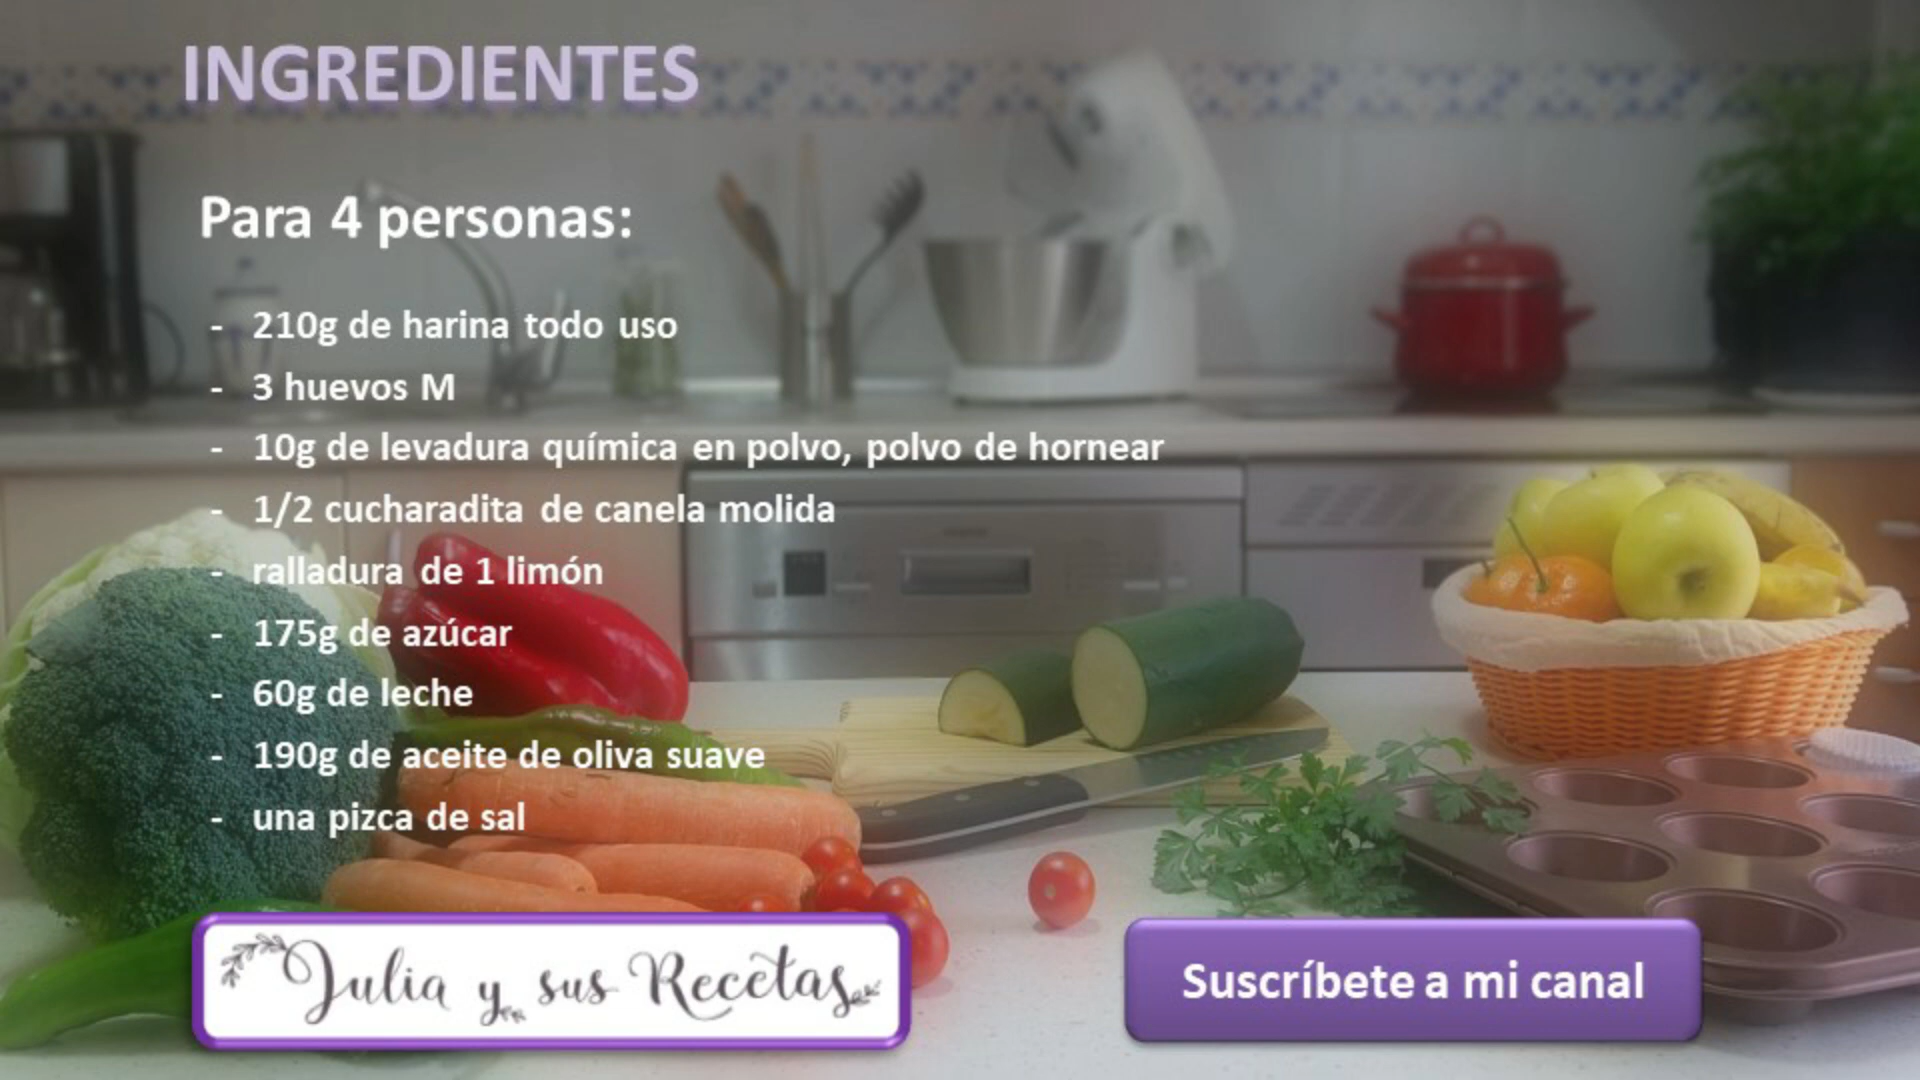 INGREDIENTES
Para 4 personas:
- 210g de harina todo uso
- 3 huevos M
- 10g de levadura química en polvo, polvo de hornear
- 1/2 cucharadita de canela molida
- ralladura de 1 limón
- 175g de azúcar
- 60g de leche
- 190g de aceite de oliva suave
- una pizca de sal
Julia y sus Recetas
Suscríbete a mi canal